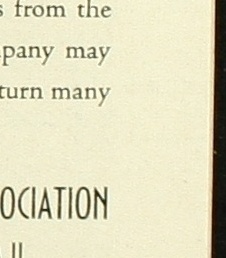 s from the
pany may
turn many
OCIATION